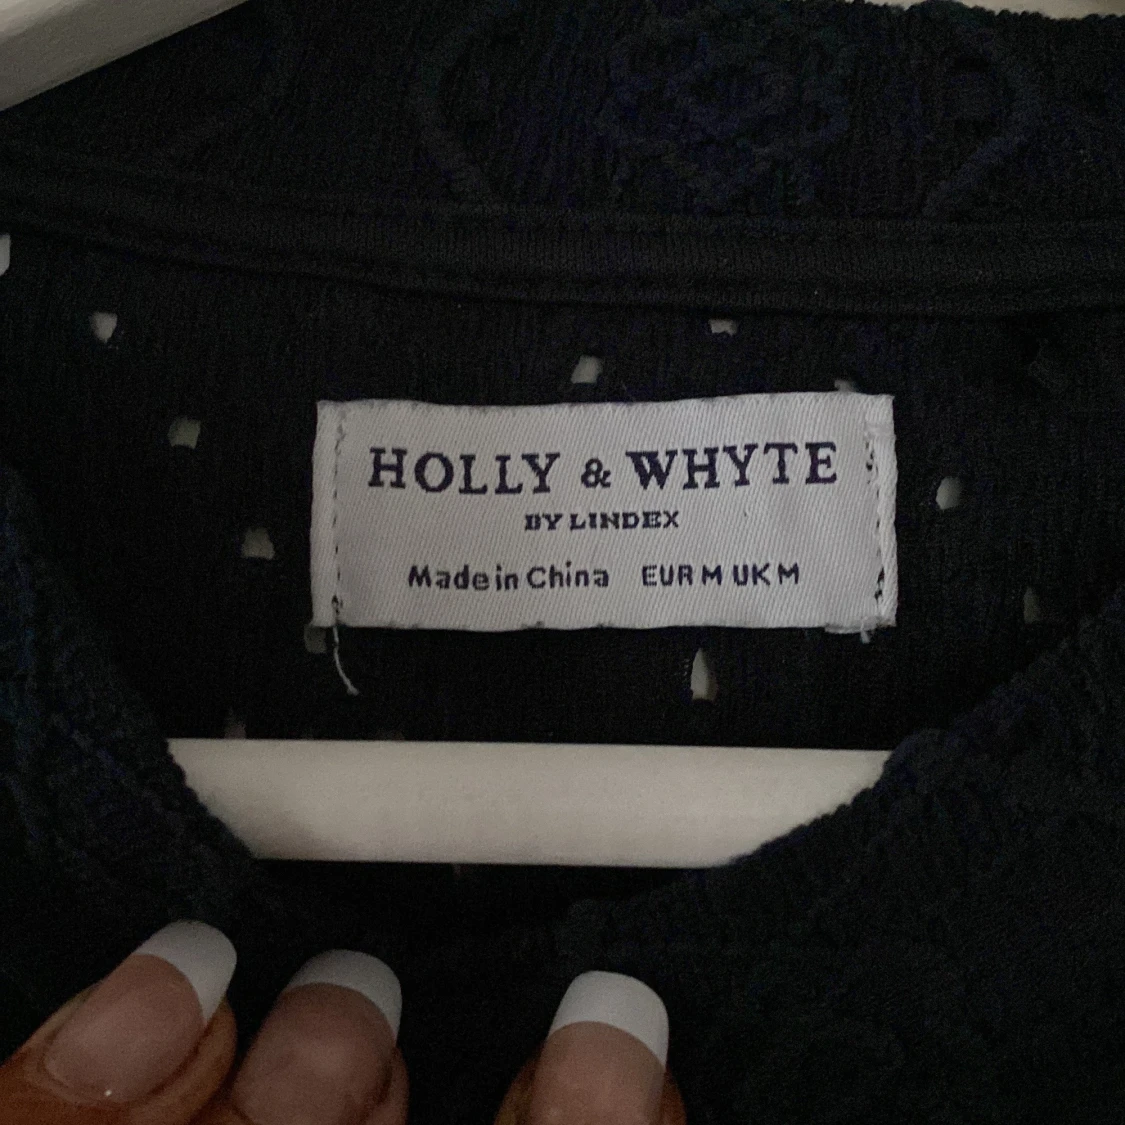 HOLLY & WHYTE
BY LINDEX
Made in China EUR M UK M